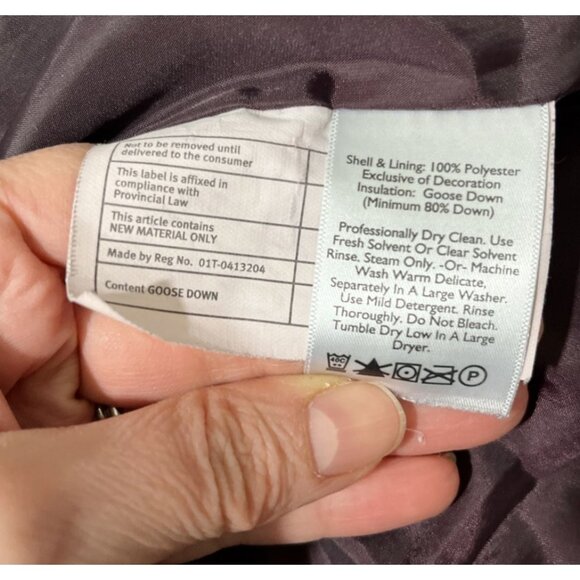 Not to be removed until
delivered to the consumer
This label is affixed in
compliance with
Provincial Law
This article contains
NEW MATERIAL ONLY
Made by Reg No. 01T-0413204
Content GOOSE DOWN
Shell & Lining: 100% Polyester
Exclusive of Decoration
Insulation: Goose Down
(Minimum 80% Down)
Professionally Dry Clean. Use
Fresh Solvent Or Clear Solvent
Rinse. Steam Only. -Or- Machine
Wash Warm Delicate,
Separately In A Large Washer.
Use Mild Detergent. Rinse
Thoroughly. Do Not Bleach.
Tumble Dry Low In A Large
Dryer.
40C P